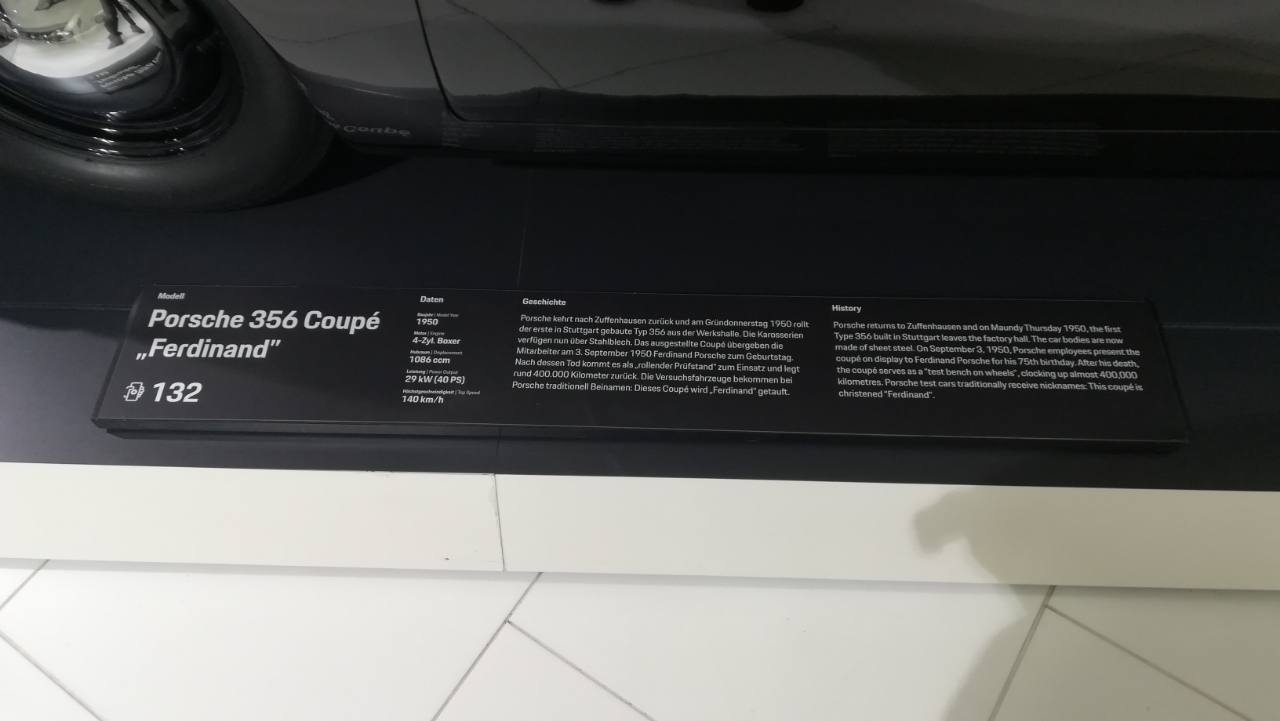 Modell
Porsche 356 Coupé
„Ferdinand"
132
Daten
Baujahr | Model Year
1950
Motor | Engine
4-Zyl. Boxer
Hubraum | Displacement
1086 ccm
Leistung | Power Output
29 kW (40 PS)
Höchstgeschwindigkeit | Top Speed
140 km/h
Geschichte
Porsche kehrt nach Zuffenhausen zurück und am Gründonnerstag 1950 rollt
der erste in Stuttgart gebaute Typ 356 aus der Werkshalle. Die Karosserien
verfügen nun über Stahlblech. Das ausgestellte Coupé übergeben die
Mitarbeiter am 3. September 1950 Ferdinand Porsche zum Geburtstag.
Nach dessen Tod kommt es als „rollender Prüfstand" zum Einsatz und legt
rund 400.000 Kilometer zurück. Die Versuchsfahrzeuge bekommen bei
Porsche traditionell Beinamen: Dieses Coupé wird „Ferdinand" getauft.
History
Porsche returns to Zuffenhausen and on Maundy Thursday 1950, the first
Type 356 built in Stuttgart leaves the factory hall. The car bodies are now
made of sheet steel. On September 3, 1950, Porsche employees present the
coupé on display to Ferdinand Porsche for his 75th birthday. After his death,
the coupé serves as a "test bench on wheels", clocking up almost 400,000
kilometres. Porsche test cars traditionally receive nicknames: This coupé is
christened "Ferdinand".